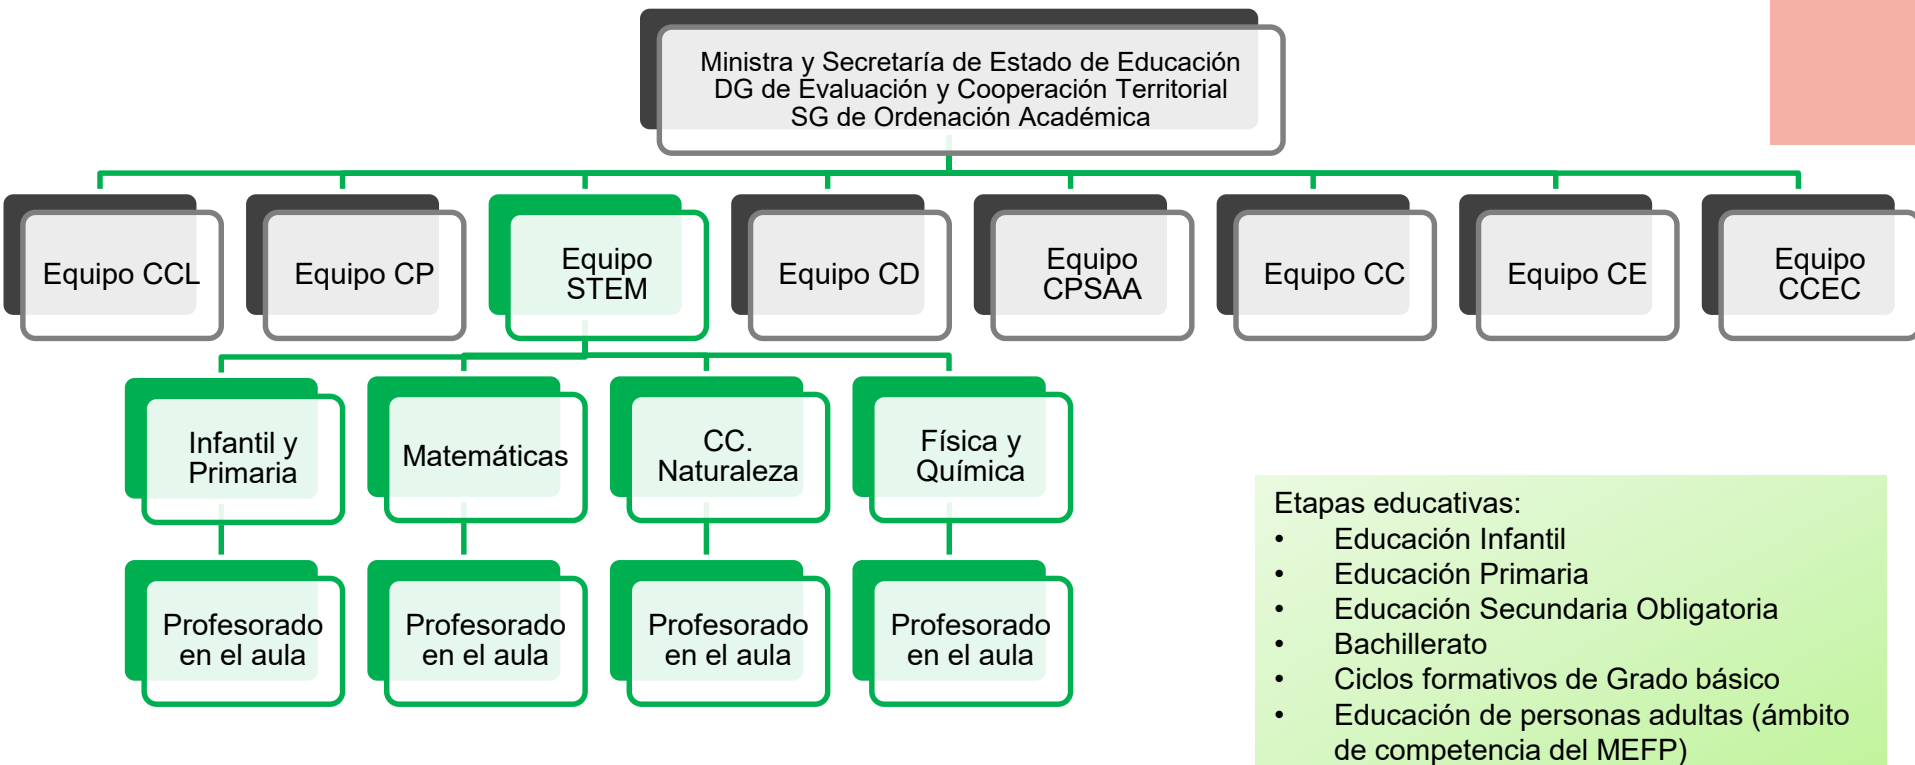 Ministra y Secretaría de Estado de Educación
DG de Evaluación y Cooperación Territorial
SG de Ordenación Académica
Equipo CCL
Equipo CP
Equipo
STEM
Equipo CD
Equipo
CPSAA
Equipo CC
Equipo CE
Equipo
CCEC
Infantil y
Primaria
Matemáticas
CC.
Naturaleza
Física y
Química
Profesorado
en el aula
Profesorado
en el aula
Profesorado
en el aula
Profesorado
en el aula
Etapas educativas:
• Educación Infantil
• Educación Primaria
• Educación Secundaria Obligatoria
• Bachillerato
• Ciclos formativos de Grado básico
• Educación de personas adultas (ámbito
de competencia del MEFP)